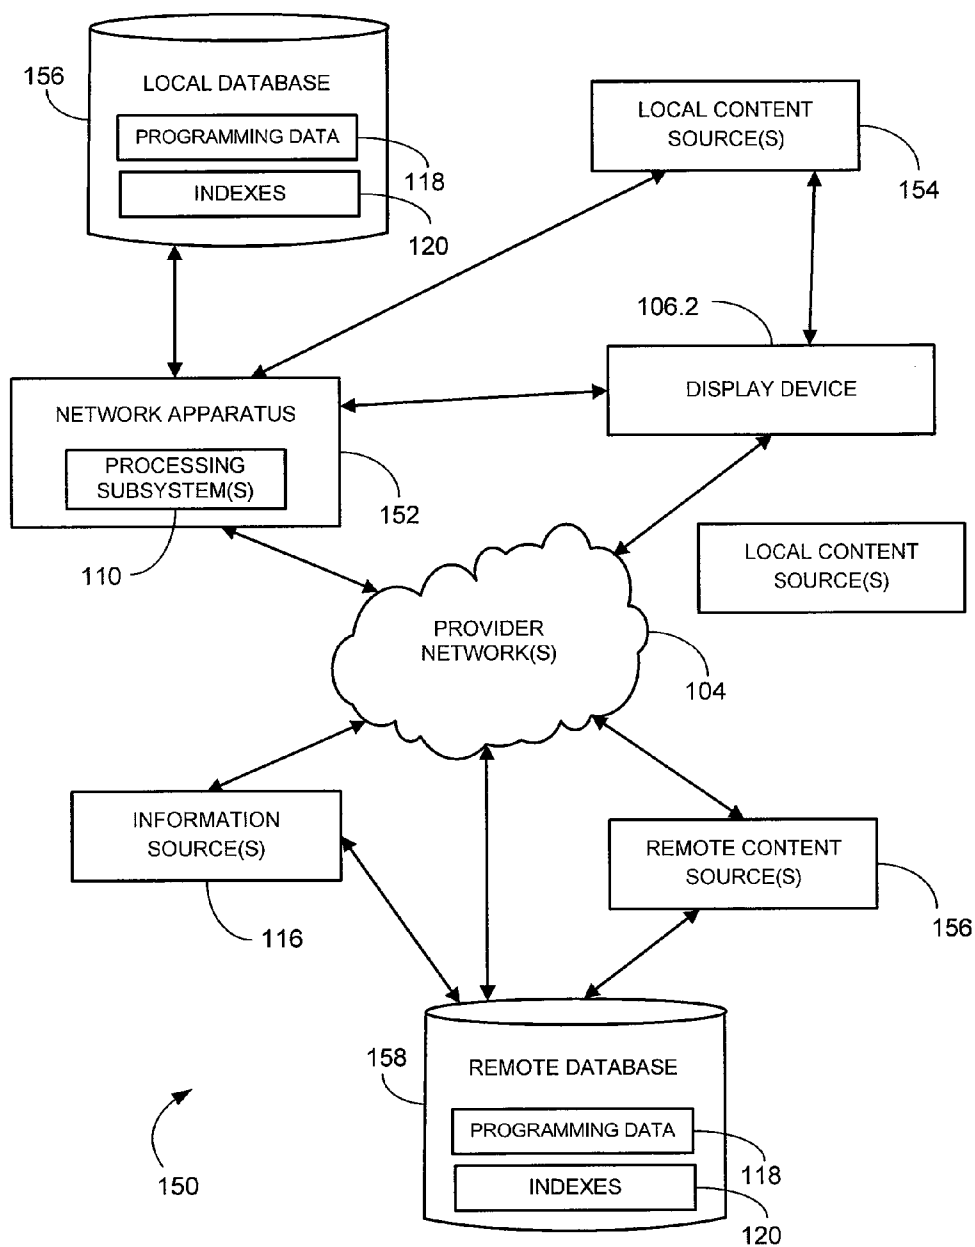 LOCAL DATABASE
156
PROGRAMMING DATA
118
INDEXES
120
LOCAL CONTENT
SOURCE(S)
154
106.2
DISPLAY DEVICE
NETWORK APPARATUS
PROCESSING
SUBSYSTEM(S)
152
110
LOCAL CONTENT
SOURCE(S)
PROVIDER
NETWORK(S)
104
INFORMATION
SOURCE(S)
116
REMOTE CONTENT
SOURCE(S)
156
158
REMOTE DATABASE
PROGRAMMING DATA
118
INDEXES
120
150